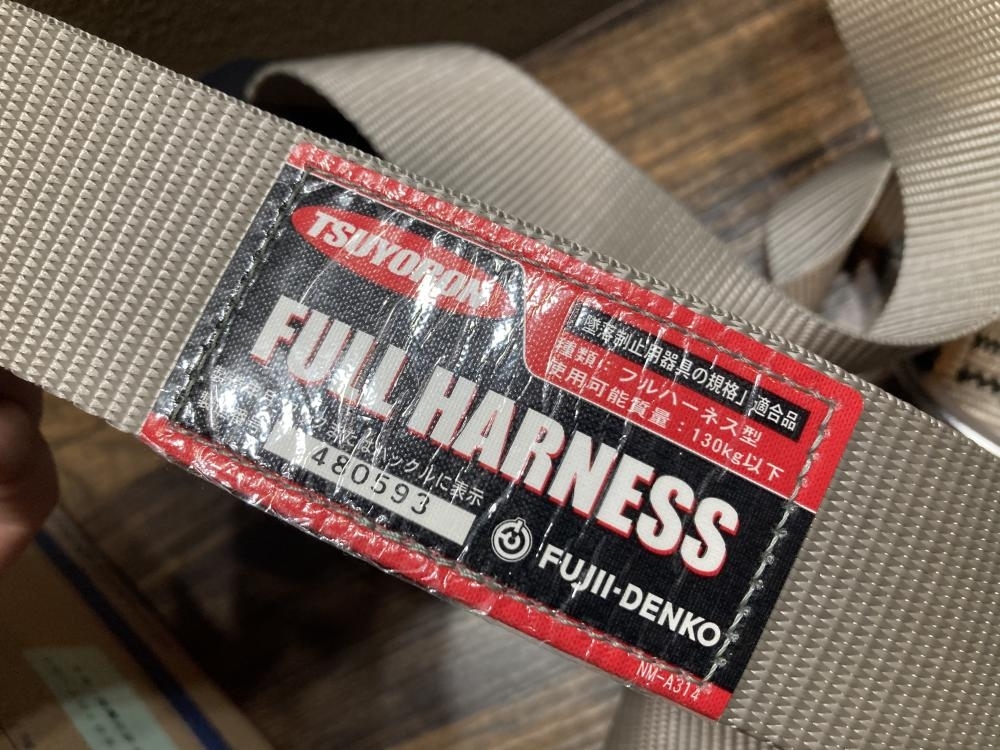 TSUYORON
「墜落制止用器具の規格」適合品
種類：フルハーネス型
使用可能質量：130kg以下
FULL HARNESS
バックルに表示
480593
FUJII-DENKO
NM-A314